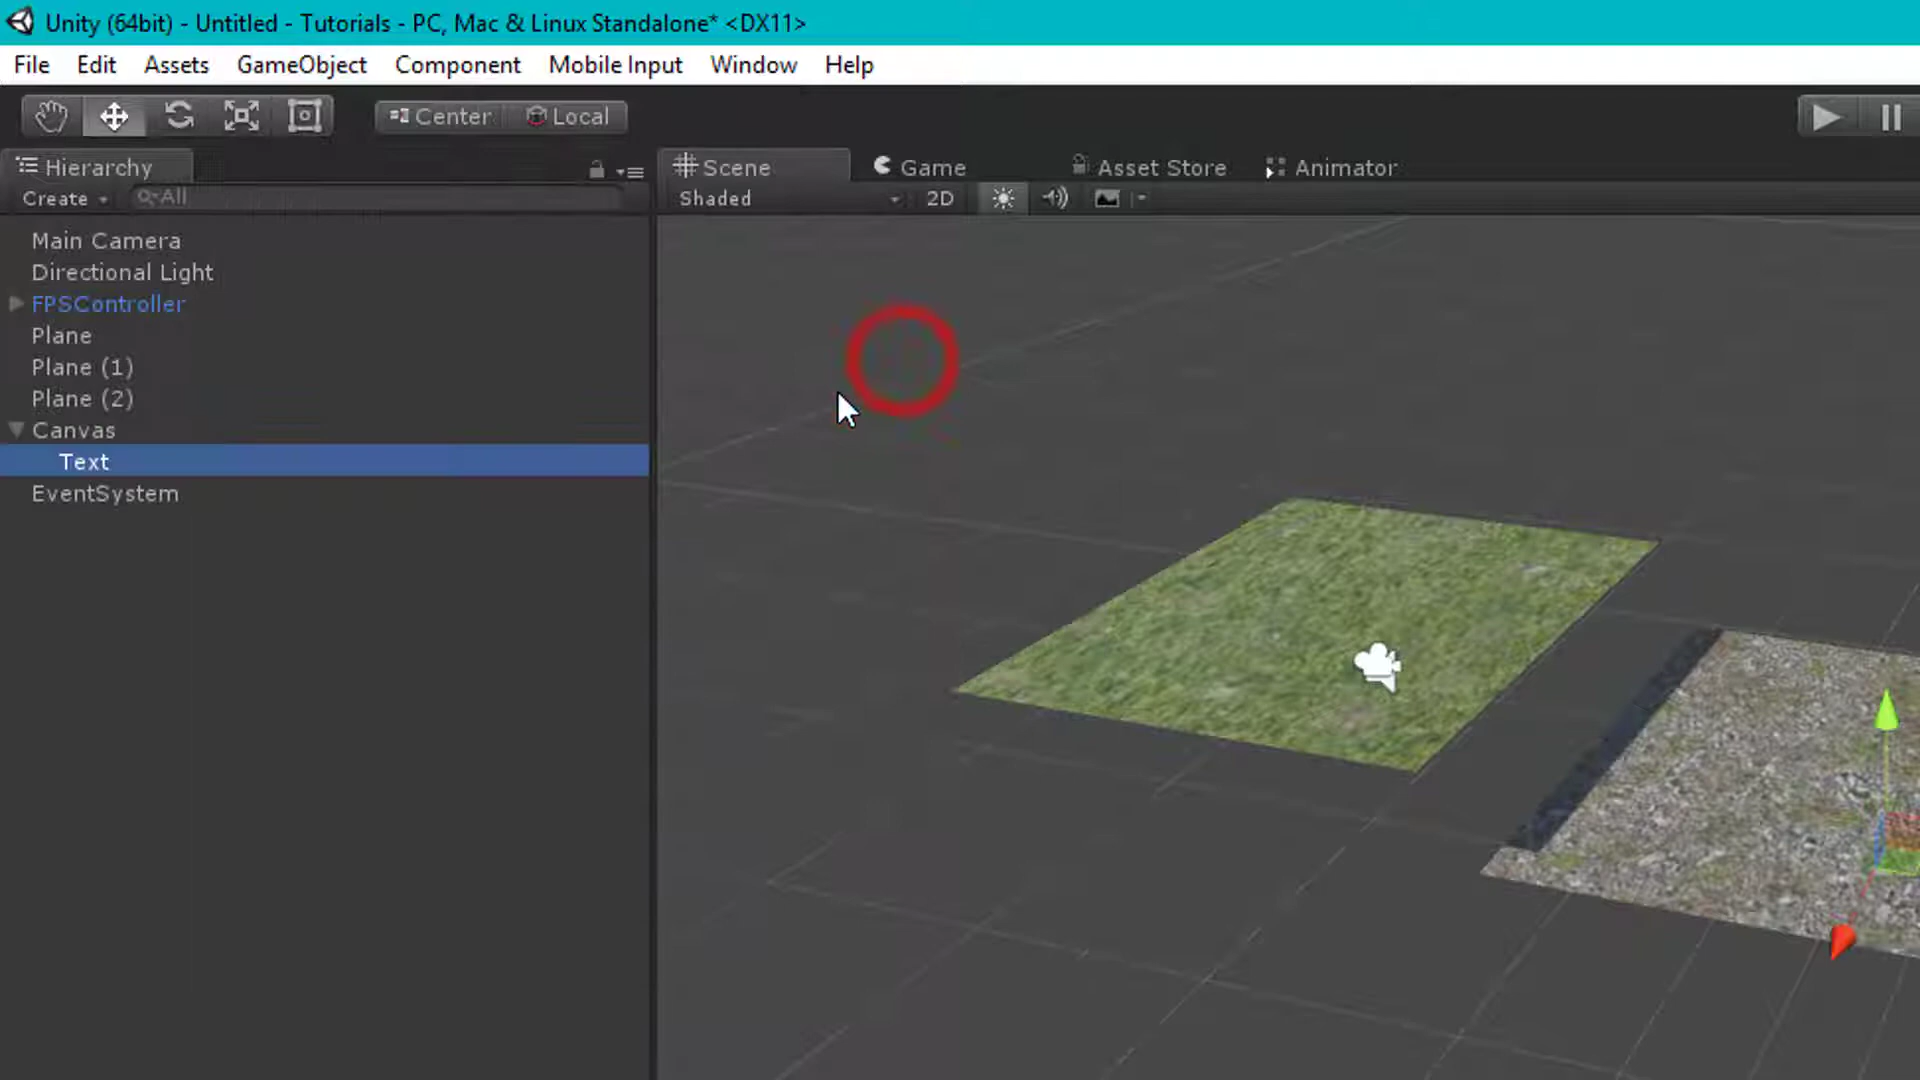 Unity (64bit) - Untitled - Tutorials - PC, Mac & Linux Standalone* <DX11>
File Edit Assets GameObject Component Mobile Input Window Help
Center Local
Hierarchy
Create All
Main Camera
Directional Light
FPSController
Plane
Plane (1)
Plane (2)
Canvas
Text
EventSystem
Scene Game Asset Store Animator
Shaded 2D